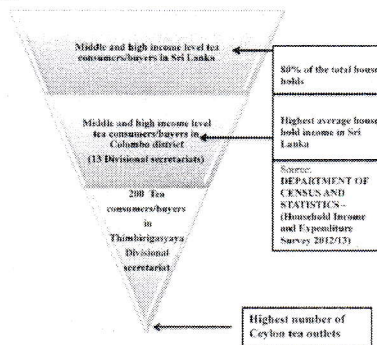 Middle and high income level tea
consumers/buyers in Sri Lanka
80% of the total house
holds
Middle and high income level
tea consumers/buyers in
Colombo district
(13 Divisional secretariats)
Highest average house
hold income in Sri
Lanka
Source:
DEPARTMENT OF
CENSUS AND
STATISTICS –
(Household Income
and Expenditure
Survey 2012/13)
200 Tea
consumers/buyers
in
Thimbirigasyaya
Divisional
secretariat
Highest number of
Ceylon tea outlets